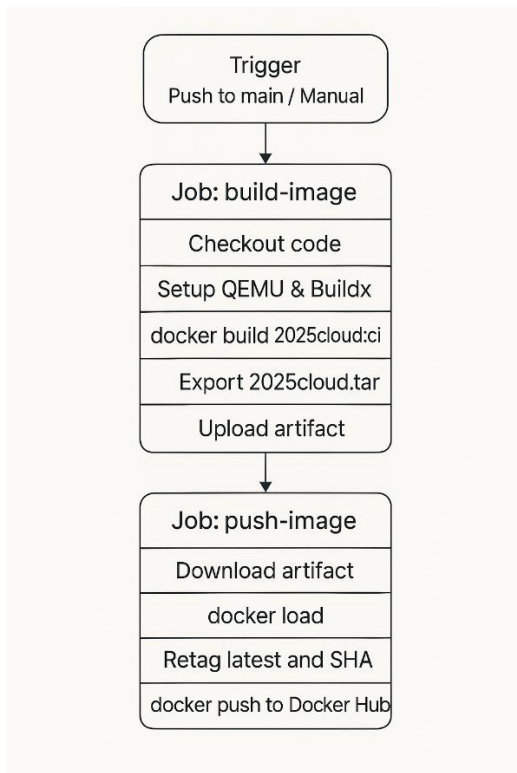 Trigger
Push to main / Manual
Job: build-image
Checkout code
Setup QEMU & Buildx
docker build 2025cloud:ci
Export 2025cloud.tar
Upload artifact
Job: push-image
Download artifact
docker load
Retag latest and SHA
docker push to Docker Hub